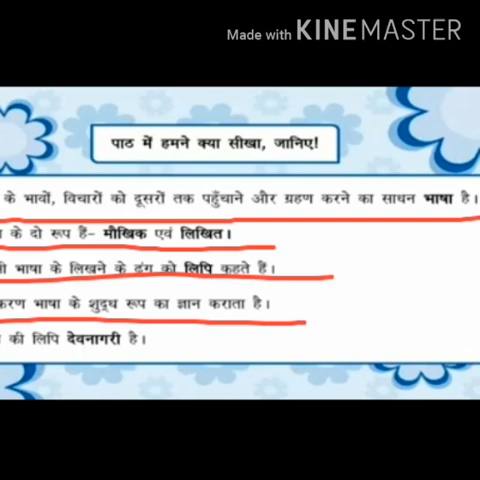 Made with KINEMASTER
पाठ में हमने क्या सीखा, जानिए!
के भावों, विचारों को दूसरों तक पहुँचाने और ग्रहण करने का साधन भाषा है।
के दो रूप हैं- मौखिक एवं लिखित।
भाषा के लिखने के ढंग को लिपि कहते हैं।
करण भाषा के शुद्ध रूप का ज्ञान कराता है।
की लिपि देवनागरी है।